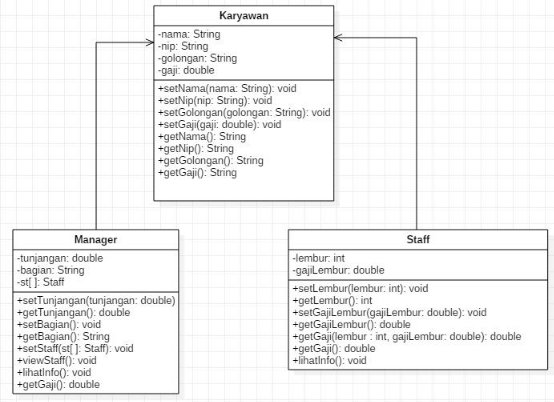 Karyawan
-nama: String
-nip: String
-golongan: String
-gaji: double
+setNama(nama: String): void
+setNip(nip: String): void
+setGolongan(golongan: String): void
+setGaji(gaji: double): void
+getNama(): String
+getNip(): String
+getGolongan(): String
+getGaji(): String
Manager
-tunjangan: double
-bagian: String
-st[ ]: Staff
+setTunjangan(tunjangan: double)
+getTunjangan(): double
+setBagian(): void
+getBagian(): String
+setStaff(st[ ]: Staff): void
+viewStaff(): void
+lihatInfo(): void
+getGaji(): double
Staff
-lembur: int
-gajiLembur: double
+setLembur(lembur: int): void
+getLembur(): int
+setGajiLembur(gajiLembur: double): void
+getGajiLembur(): double
+getGaji(lembur : int, gajiLembur: double): double
+getGaji(): double
+lihatInfo(): void